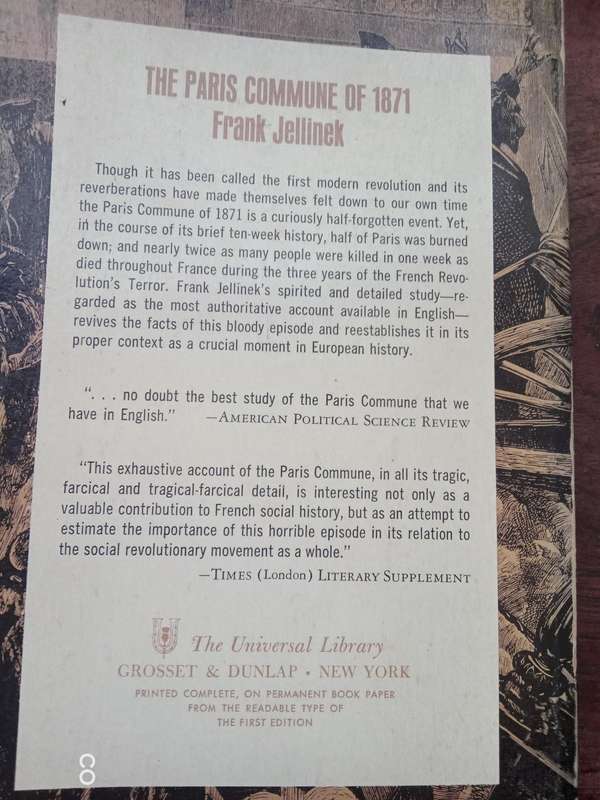 THE PARIS COMMUNE OF 1871
Frank Jellinek
Though it has been called the first modern revolution and its
reverberations have made themselves felt down to our own time
the Paris Commune of 1871 is a curiously half-forgotten event. Yet,
in the course of its brief ten-week history, half of Paris was burned
down; and nearly twice as many people were killed in one week as
died throughout France during the three years of the French Revo-
lution's Terror. Frank Jellinek's spirited and detailed study—re-
garded as the most authoritative account available in English—
revives the facts of this bloody episode and reestablishes it in its
proper context as a crucial moment in European history.
". . . no doubt the best study of the Paris Commune that we
have in English." —AMERICAN POLITICAL SCIENCE REVIEW
"This exhaustive account of the Paris Commune, in all its tragic,
farcical and tragical-farcical detail, is interesting not only as a
valuable contribution to French social history, but as an attempt to
estimate the importance of this horrible episode in its relation to
the social revolutionary movement as a whole."
—TIMES (London) LITERARY SUPPLEMENT
The Universal Library
GROSSET & DUNLAP • NEW YORK
PRINTED COMPLETE, ON PERMANENT BOOK PAPER
FROM THE READABLE TYPE OF
THE FIRST EDITION